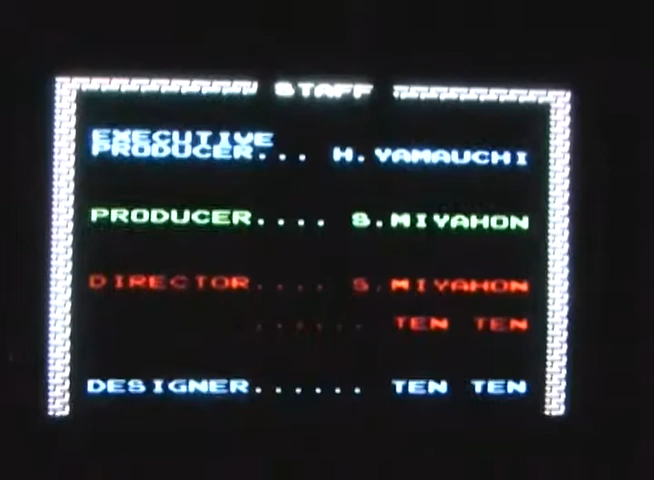 STAFF
EXECUTIVE
PRODUCER... H.YAMAUCHI
PRODUCER.... S.MIYAHON
DIRECTOR.... S.MIYAHON
...... TEN TEN
DESIGNER...... TEN TEN